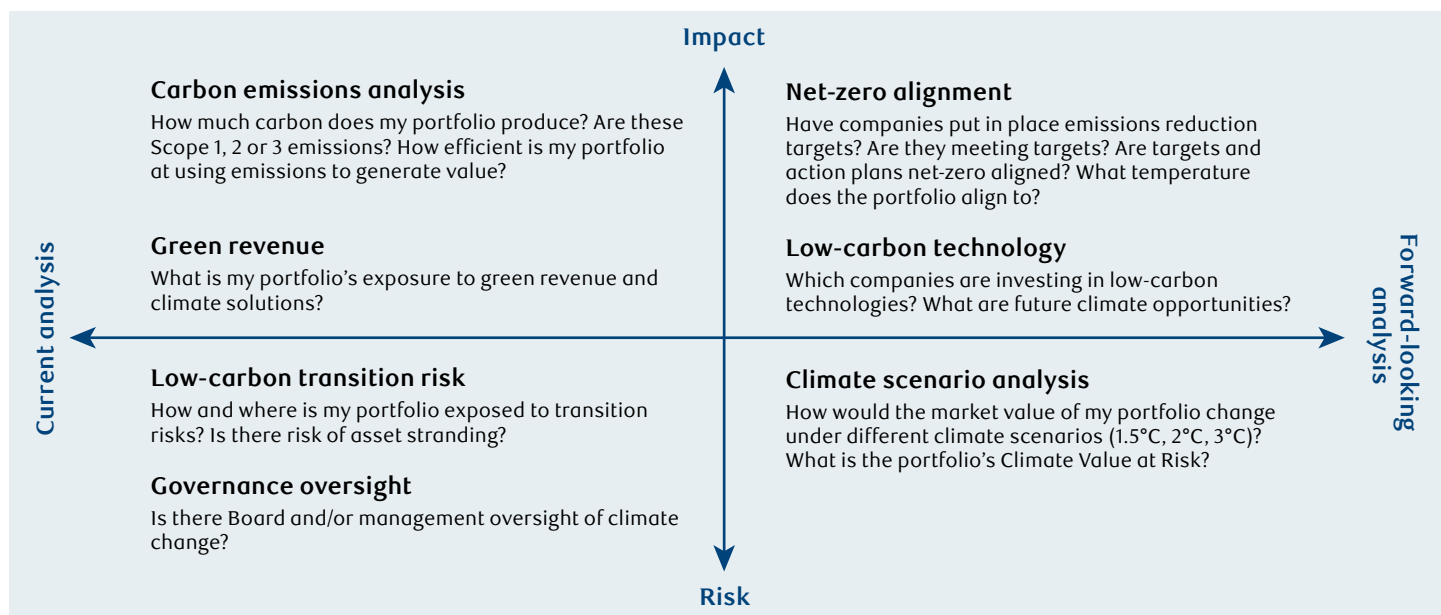 Impact
Carbon emissions analysis
How much carbon does my portfolio produce? Are these
Scope 1, 2 or 3 emissions? How efficient is my portfolio
at using emissions to generate value?
Green revenue
What is my portfolio’s exposure to green revenue and
climate solutions?
Net-zero alignment
Have companies put in place emissions reduction
targets? Are they meeting targets? Are targets and
action plans net-zero aligned? What temperature
does the portfolio align to?
Low-carbon technology
Which companies are investing in low-carbon
technologies? What are future climate opportunities?
Current analysis
Forward-looking
analysis
Low-carbon transition risk
How and where is my portfolio exposed to transition
risks? Is there risk of asset stranding?
Governance oversight
Is there Board and/or management oversight of climate
change?
Climate scenario analysis
How would the market value of my portfolio change
under different climate scenarios (1.5°C, 2°C, 3°C)?
What is the portfolio’s Climate Value at Risk?
Risk